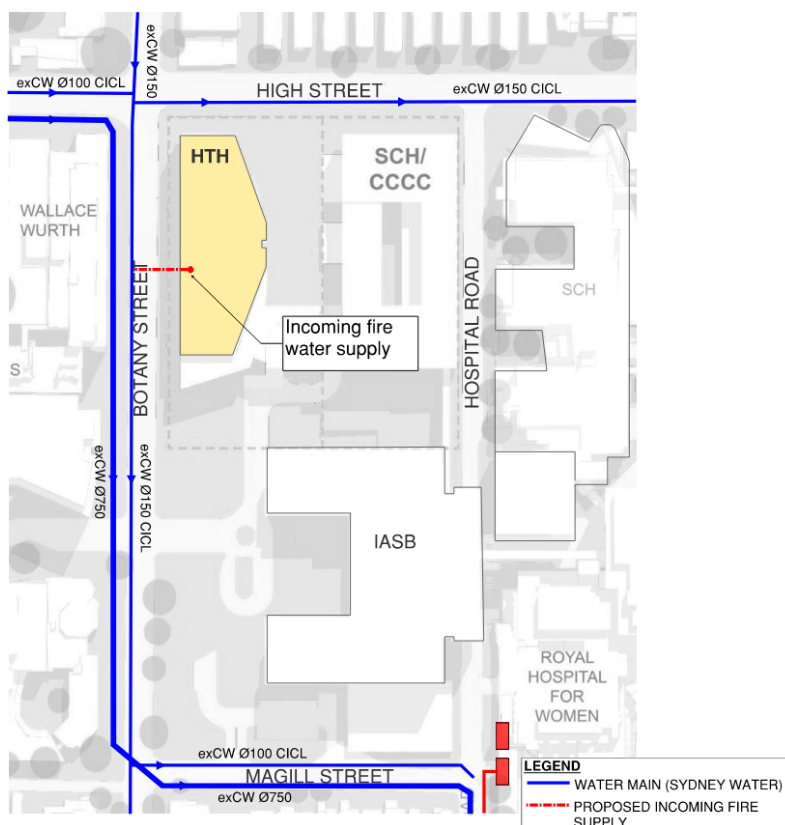 exCW Ø150
exCW Ø100 CICL
HIGH STREET
exCW Ø150 CICL
HTH
SCH/
CCCC
WALLACE
WURTH
BOTANY STREET
HOSPITAL ROAD
SCH
Incoming fire
water supply
S
exCW Ø750
exCW Ø150 CICL
IASB
ROYAL
HOSPITAL
FOR
WOMEN
exCW Ø100 CICL
MAGILL STREET
exCW Ø750
LEGEND
WATER MAIN (SYDNEY WATER)
PROPOSED INCOMING FIRE
SUPPLY